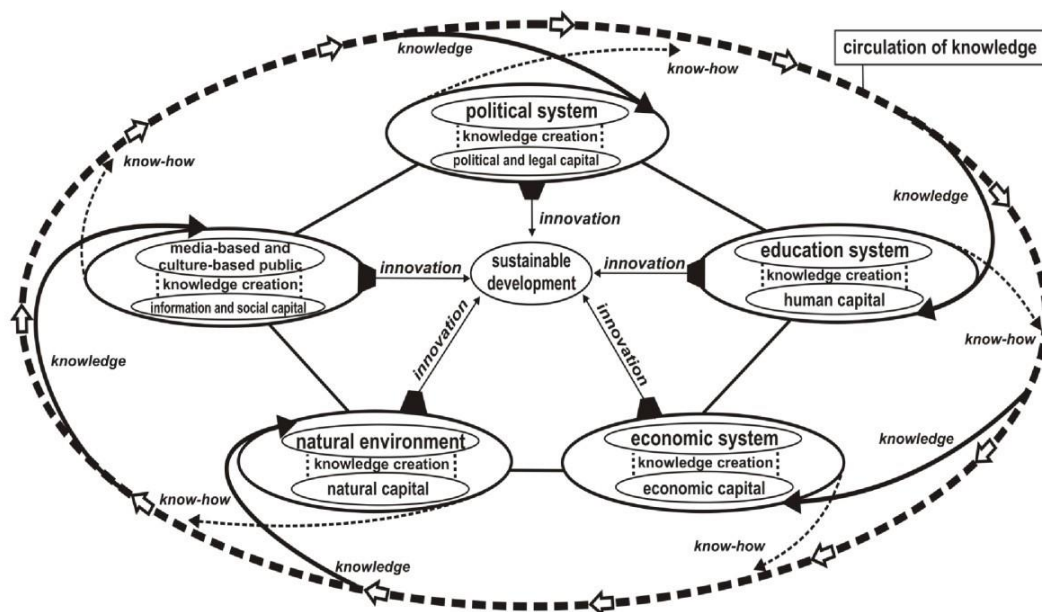 circulation of knowledge
knowledge
know-how
political system
knowledge creation
political and legal capital
know-how
knowledge
innovation
media-based and
culture-based public
knowledge creation
information and social capital
innovation
sustainable
development
innovation
education system
knowledge creation
human capital
know-how
knowledge
innovation
innovation
natural environment
knowledge creation
natural capital
economic system
knowledge creation
economic capital
knowledge
know-how
know-how
knowledge